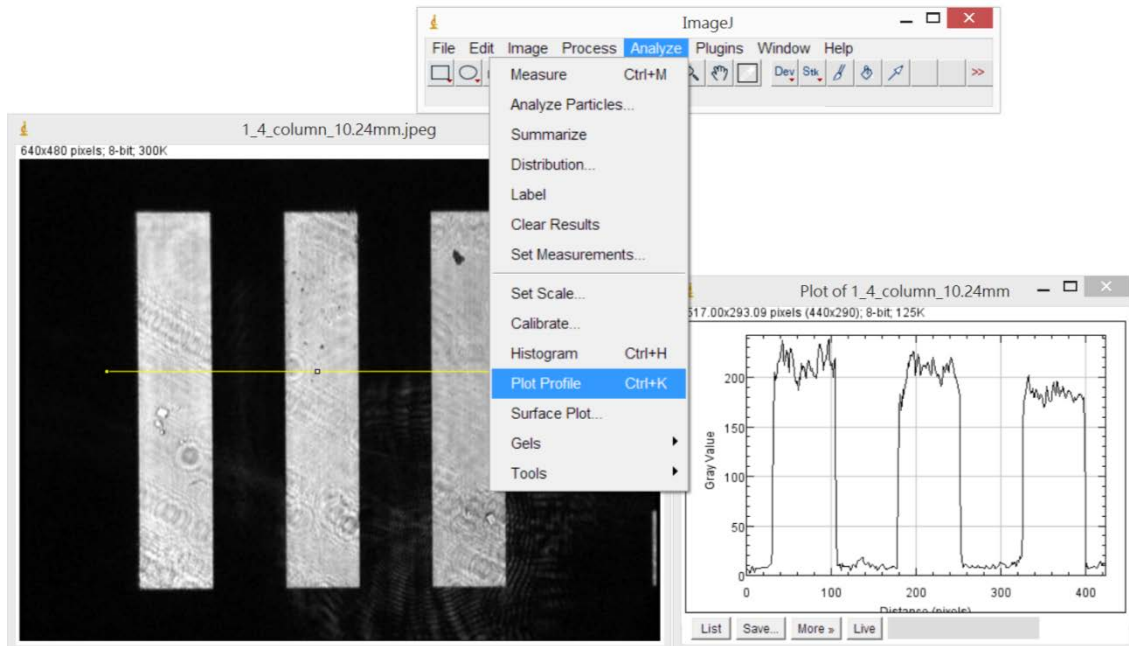 ImageJ
File Edit Image Process Analyze Plugins Window Help
Dev Stk >>
Measure Ctrl+M
Analyze Particles...
Summarize
Distribution...
Label
Clear Results
Set Measurements...
Set Scale...
Calibrate...
Histogram Ctrl+H
Plot Profile Ctrl+K
Surface Plot...
Gels
Tools
1_4_column_10.24mm.jpeg
640x480 pixels; 8-bit; 300K
Plot of 1_4_column_10.24mm
517.00x293.09 pixels (440x290); 8-bit; 125K
200
150
100
50
0
Gray Value
0 100 200 300 400
Distance (pixels)
List Save... More » Live